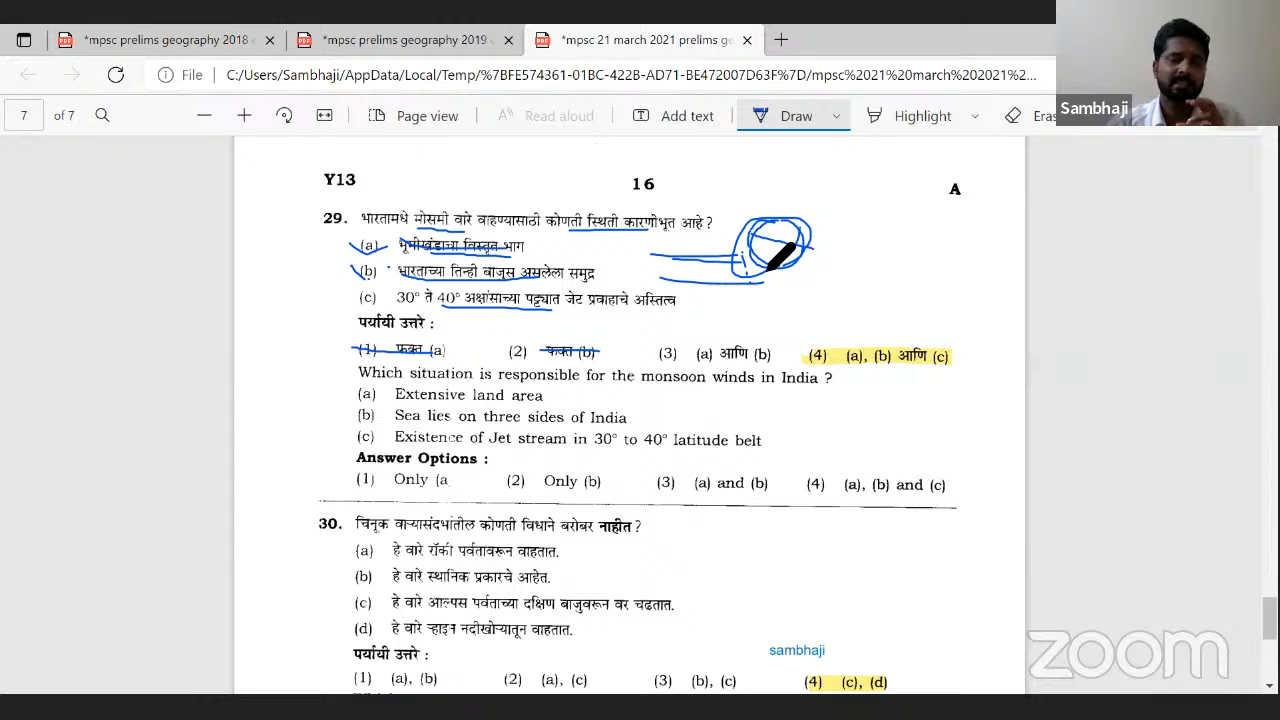 *mpsc prelims geography 2018
*mpsc prelims geography 2019
*mpsc 21 march 2021 prelims ge
File C:/Users/Sambhaji/AppData/Local/Temp/%7BFE574361-01BC-422B-AD71-BE472007D63F%7D/mpsc%2021%20march%202021%2...
Sambhaji
7 of 7 Page view Read aloud Add text Draw Highlight Eras
Y13 16 A
29. भारतामधे मोसमी वारे वाहण्यासाठी कोणती स्थिती कारणीभूत आहे ?
(a) भूमीखंडाचा विस्तृत भाग
(b) भारताच्या तिन्ही बाजुस असलेला समुद्र
(c) 30° ते 40° अक्षांसाच्या पट्ट्यात जेट प्रवाहाचे अस्तित्व
पर्यायी उत्तरे :
(1) फक्त (a) (2) फक्त (b) (3) (a) आणि (b) (4) (a), (b) आणि (c)
Which situation is responsible for the monsoon winds in India ?
(a) Extensive land area
(b) Sea lies on three sides of India
(c) Existence of Jet stream in 30° to 40° latitude belt
Answer Options :
(1) Only (a (2) Only (b) (3) (a) and (b) (4) (a), (b) and (c)
30. चिनूक वाऱ्यासंदर्भातील कोणती विधाने बरोबर नाहीत ?
(a) हे वारे रॉकी पर्वतावरून वाहतात.
(b) हे वारे स्थानिक प्रकारचे आहेत.
(c) हे वारे आल्पस पर्वताच्या दक्षिण बाजुवरून वर चढतात.
(d) हे वारे ऱ्हाइन नदीखोऱ्यातून वाहतात.
पर्यायी उत्तरे :
sambhaji
(1) (a), (b) (2) (a), (c) (3) (b), (c) (4) (c), (d)
zoom